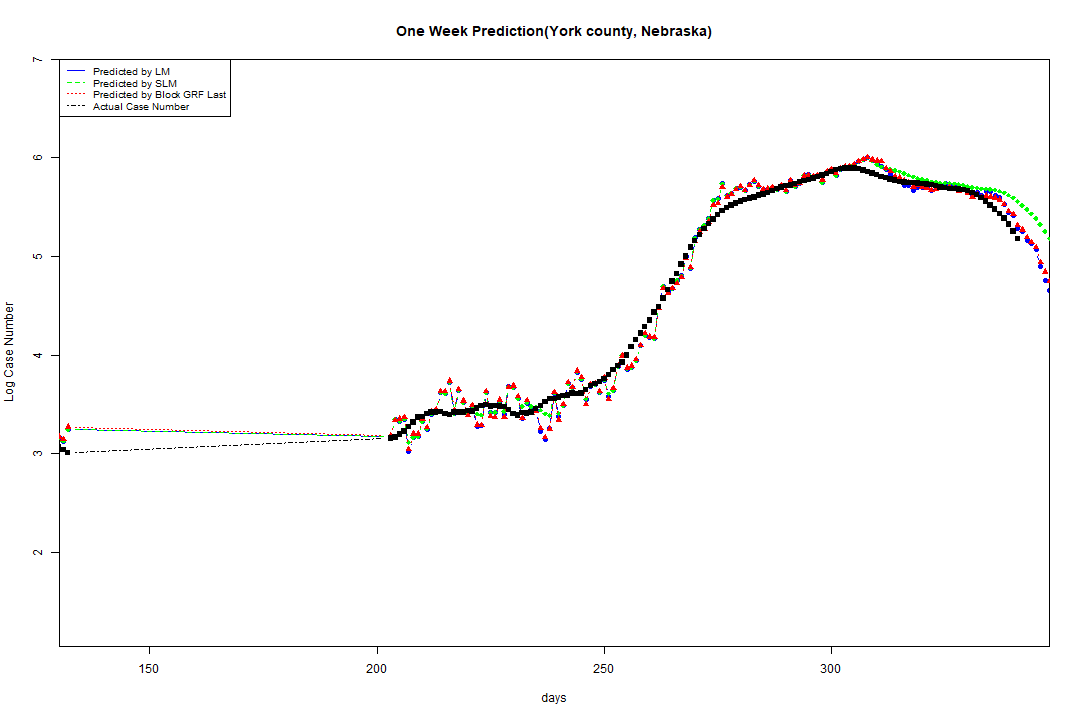 One Week Prediction(York county, Nebraska)
Predicted by LM
Predicted by SLM
Predicted by Block GRF Last
Actual Case Number
7
6
5
4
3
2
Log Case Number
150
200
250
300
days